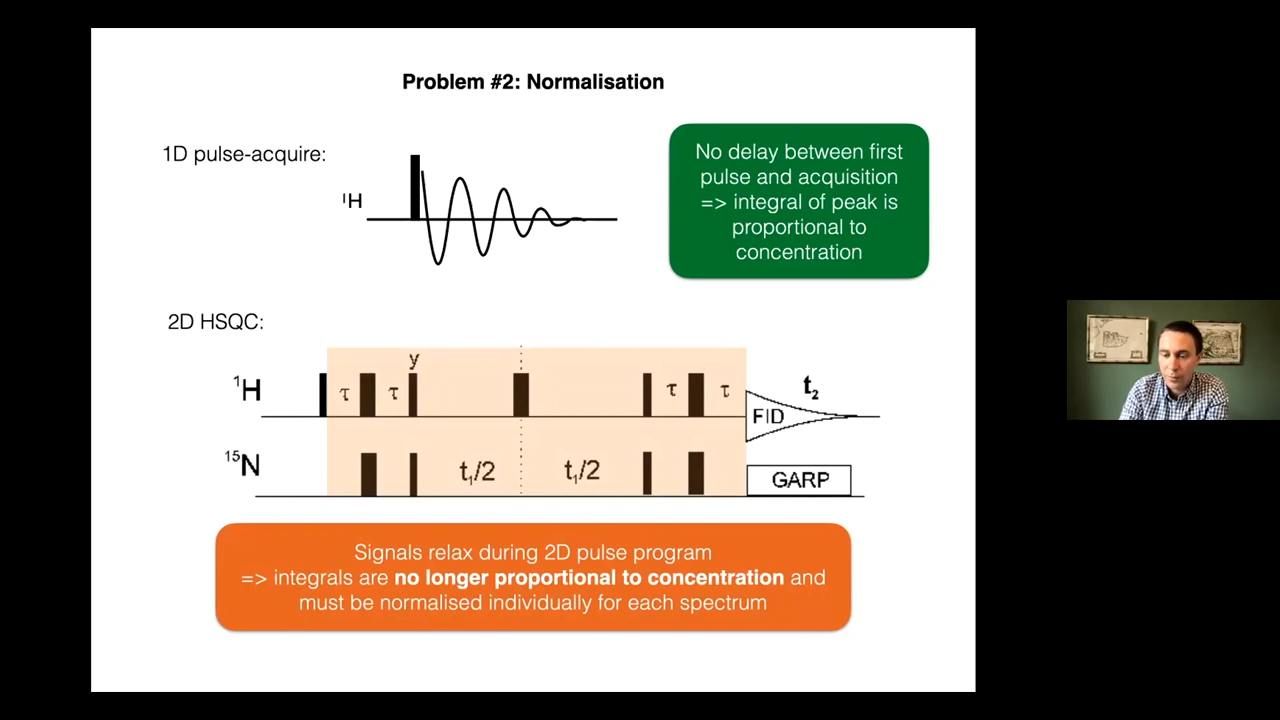 Problem #2: Normalisation
1D pulse-acquire:
¹H
No delay between first
pulse and acquisition
=> integral of peak is
proportional to
concentration
2D HSQC:
y
¹H
τ
τ
τ
τ
t₂
FID
¹⁵N
t₁/2
t₁/2
GARP
Signals relax during 2D pulse program
=> integrals are no longer proportional to concentration and
must be normalised individually for each spectrum